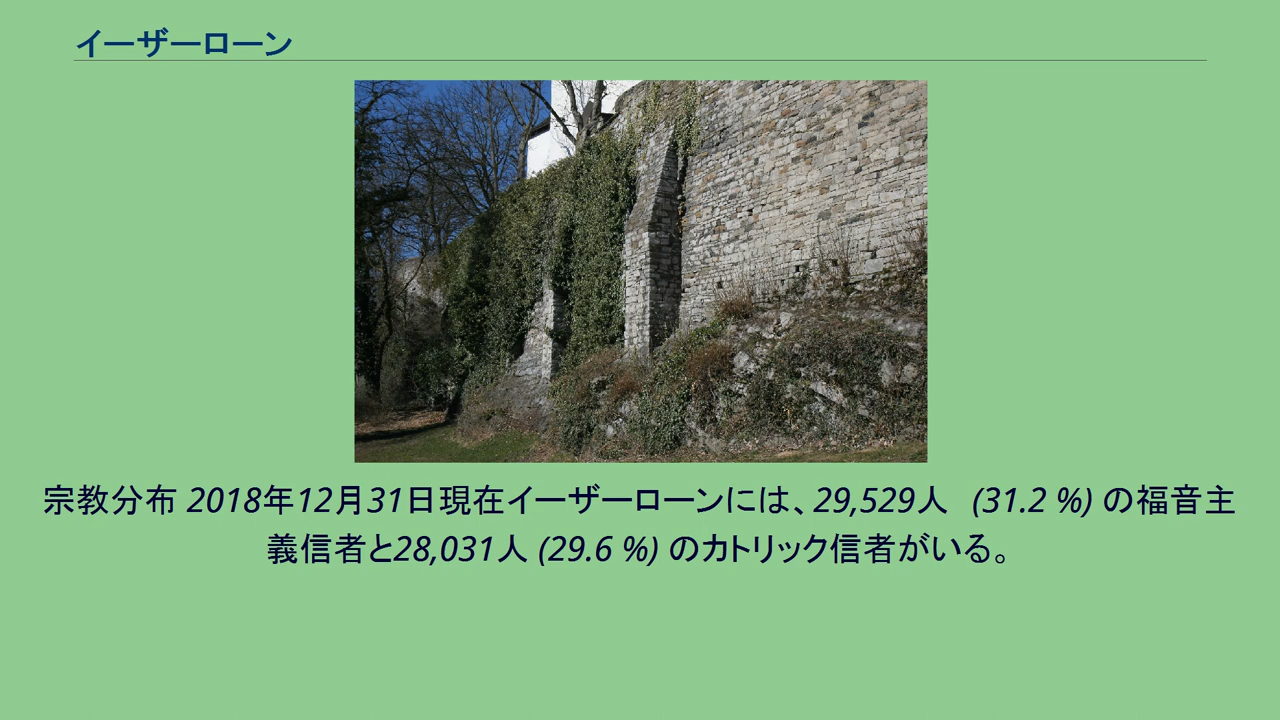 イーザーローン
宗教分布 2018年12月31日現在イーザーローンには、29,529人 (31.2 %) の福音主
義信者と28,031人 (29.6 %) のカトリック信者がいる。